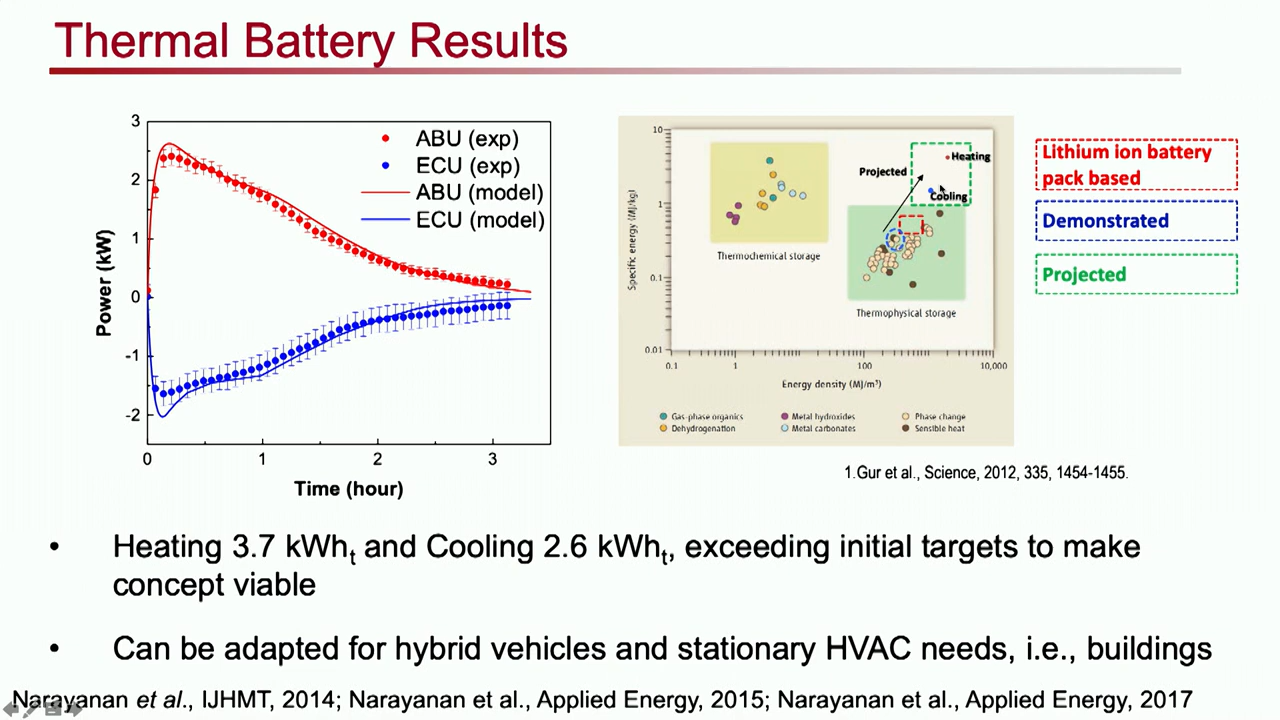 Thermal Battery Results
3
2
1
0
-1
-2
0
1
2
3
Power (kW)
Time (hour)
ABU (exp)
ECU (exp)
ABU (model)
ECU (model)
10
1
0.1
0.01
0.1
1
100
10,000
Specific energy (MJ/kg)
Energy density (MJ/m³)
Projected
Heating
Cooling
Thermochemical storage
Thermophysical storage
Gas-phase organics
Metal hydroxides
Phase change
Dehydrogenation
Metal carbonates
Sensible heat
Lithium ion battery
pack based
Demonstrated
Projected
1.Gur et al., Science, 2012, 335, 1454-1455.
• Heating 3.7 kWhₜ and Cooling 2.6 kWhₜ, exceeding initial targets to make
concept viable
• Can be adapted for hybrid vehicles and stationary HVAC needs, i.e., buildings
Narayanan et al., IJHMT, 2014; Narayanan et al., Applied Energy, 2015; Narayanan et al., Applied Energy, 2017